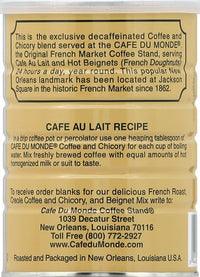 This is the exclusive decaffeinated Coffee and
Chicory blend served at the CAFE DU MONDE®
the Original French Market Coffee Stand, serving
Cafe Au Lait and Hot Beignets (French Doughnuts)
24 hours a day, year round. This popular New
Orleans landmark has been located at Jackson
Square in the historic French Market since 1862.
CAFE AU LAIT RECIPE
In a drip coffee pot or percolator use one heaping tablespoon of
CAFE DU MONDE® Coffee and Chicory for each cup of boiling
water. Mix freshly brewed coffee with equal amounts of hot
homogenized milk or suit to taste.
To receive order blanks for our delicious French Roast,
Creole Coffee and Chicory, and Beignet Mix write to:
Cafe Du Monde Coffee Stand®
1039 Decatur Street
New Orleans, Louisiana 70116
Toll Free (800) 772-2927
www.CafeduMonde.com
Roasted and Packaged in New Orleans, Louisiana U.S.A.